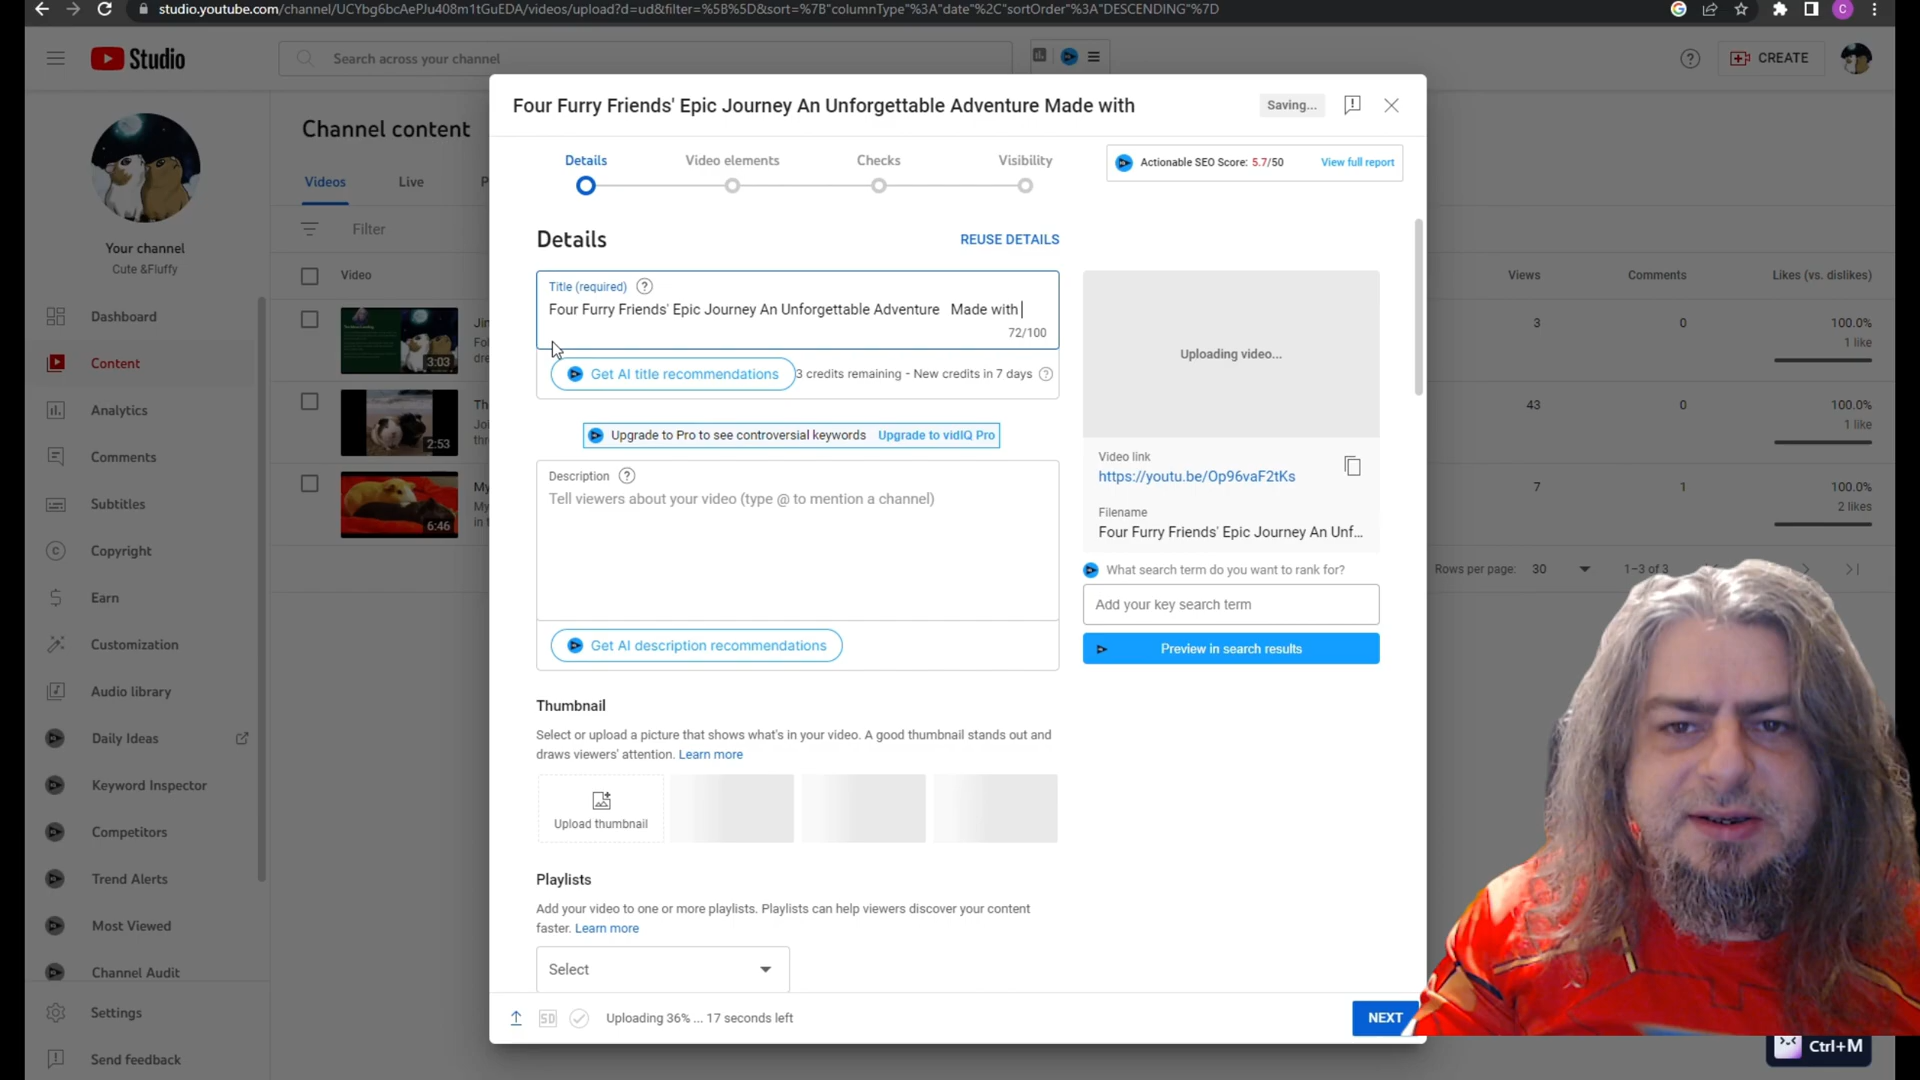 studio.youtube.com/channel/UCYbg6bcAePJu408m1tGuEDA/videos/upload?d=ud&filter=%5B%5D&sort=%7B"columnType"%3A"date"%2C"sortOrder"%3A"DESCENDING"%7D
C
Studio
Search across your channel
CREATE
Four Furry Friends' Epic Journey An Unforgettable Adventure Made with
Saving...
Your channel
Cute &Fluffy
Dashboard
Content
Analytics
Comments
Subtitles
Copyright
Earn
Customization
Audio library
Daily Ideas
Keyword Inspector
Competitors
Trend Alerts
Most Viewed
Channel Audit
Settings
Send feedback
Channel content
Videos
Live
P
Filter
Video
3:03
2:53
6:46
Details
Video elements
Checks
Visibility
Actionable SEO Score: 5.7/50
View full report
Details
REUSE DETAILS
Title (required)
Four Furry Friends' Epic Journey An Unforgettable Adventure   Made with
72/100
Get AI title recommendations
3 credits remaining - New credits in 7 days
Upgrade to Pro to see controversial keywords Upgrade to vidIQ Pro
Description
Tell viewers about your video (type @ to mention a channel)
Get AI description recommendations
Thumbnail
Select or upload a picture that shows what's in your video. A good thumbnail stands out and
draws viewers' attention. Learn more
Upload thumbnail
Playlists
Add your video to one or more playlists. Playlists can help viewers discover your content
faster. Learn more
Select
Uploading video...
Video link
https://youtu.be/Op96vaF2tKs
Filename
Four Furry Friends' Epic Journey An Unf...
What search term do you want to rank for?
Add your key search term
Preview in search results
SD
Uploading 36% ... 17 seconds left
NEXT
Views
Comments
Likes (vs. dislikes)
3
0
100.0%
1 like
43
0
100.0%
1 like
7
1
100.0%
2 likes
Rows per page:
30
1–3 of 3
Ctrl+M